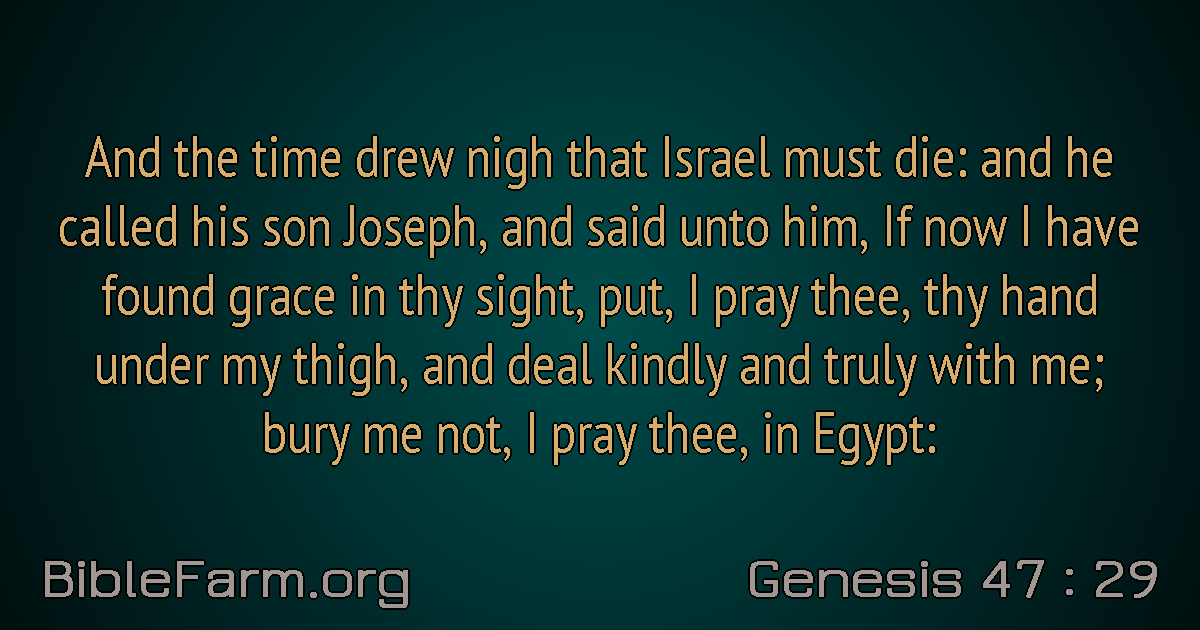 And the time drew nigh that Israel must die: and he
called his son Joseph, and said unto him, If now I have
found grace in thy sight, put, I pray thee, thy hand
under my thigh, and deal kindly and truly with me;
bury me not, I pray thee, in Egypt:
BibleFarm.org
Genesis 47 : 29